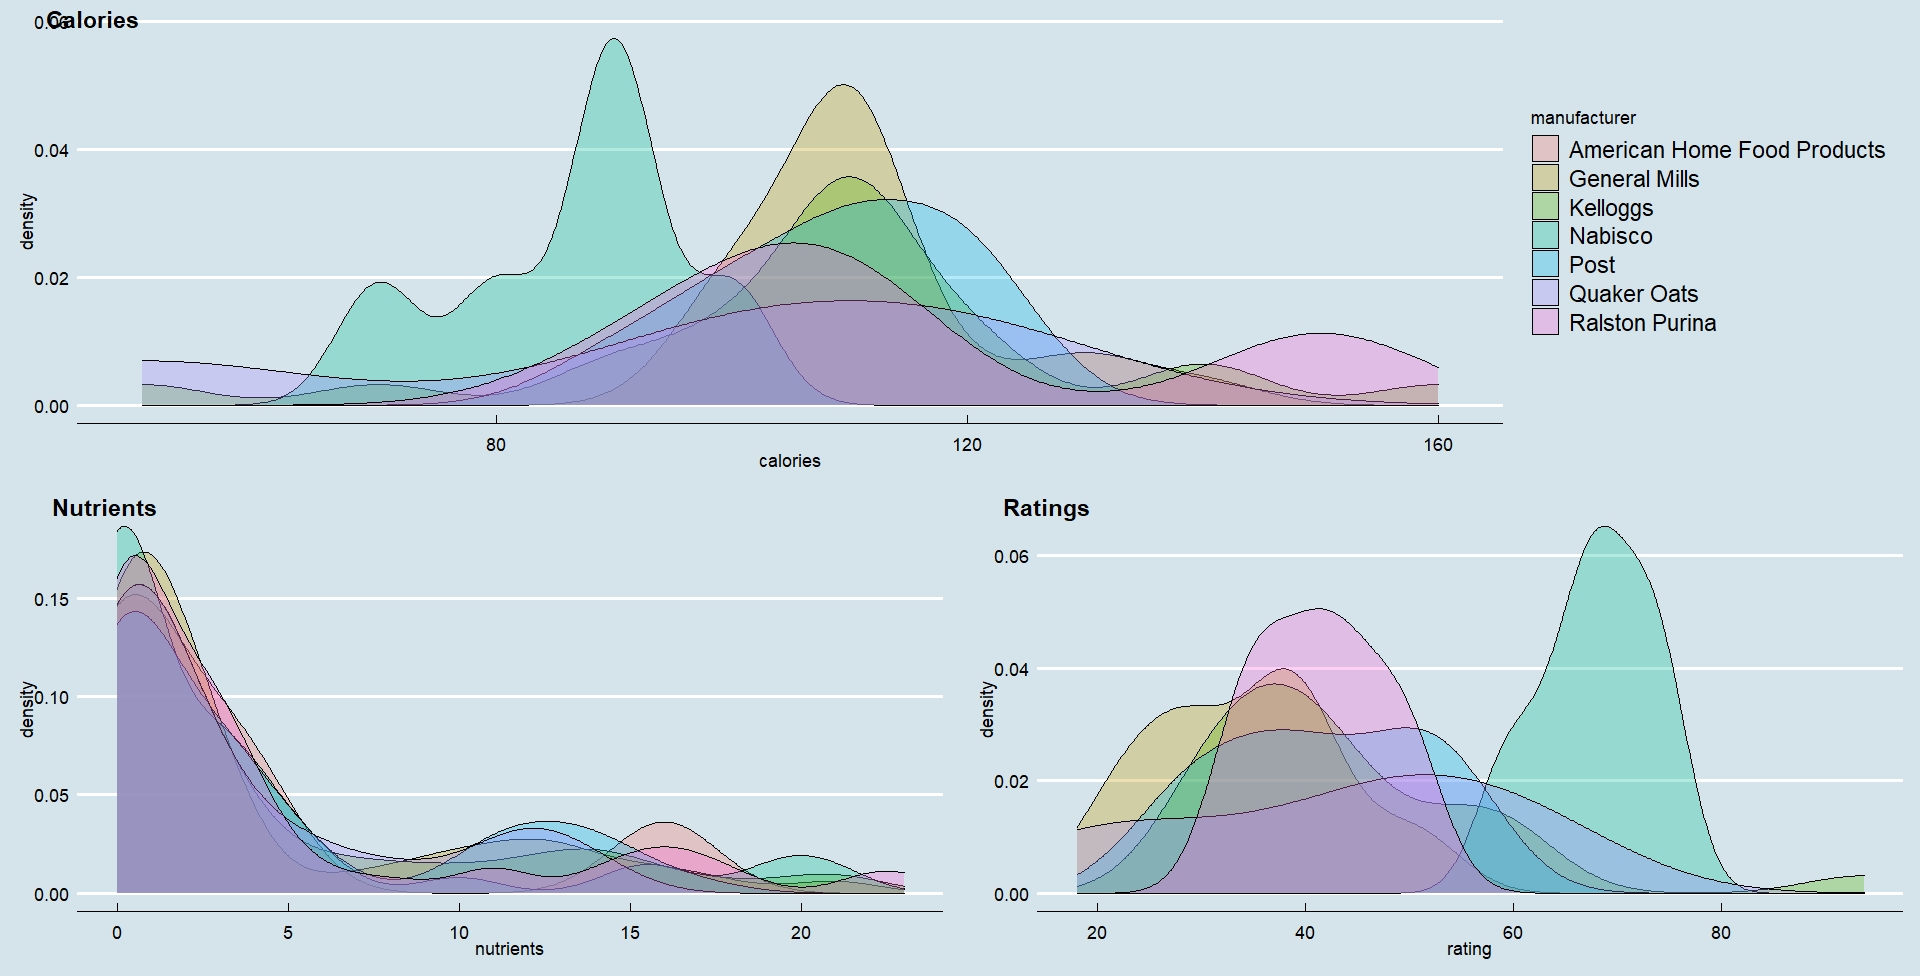 Calories
0.06
0.04
0.02
0.00
density
80 120 160
calories
manufacturer
American Home Food Products
General Mills
Kelloggs
Nabisco
Post
Quaker Oats
Ralston Purina
Nutrients
0.15
0.10
0.05
0.00
density
0 5 10 15 20
nutrients
Ratings
0.06
0.04
0.02
0.00
density
20 40 60 80
rating